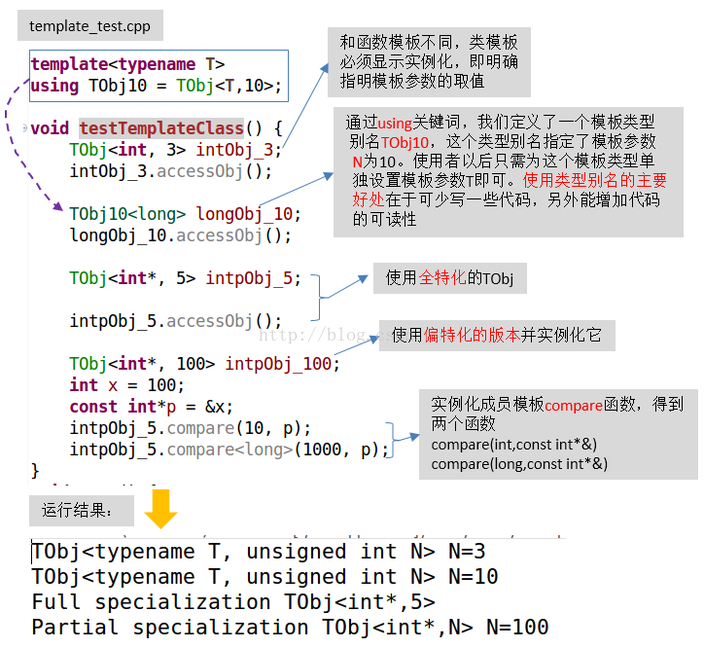 template_test.cpp
template<typename T>
using TObj10 = TObj<T,10>;
和函数模板不同，类模板
必须显示实例化，即明确
指明模板参数的取值
void testTemplateClass() {
TObj<int, 3> intObj_3;
intObj_3.accessObj();
通过using关键词，我们定义了一个模板类型
别名TObj10，这个类型别名指定了模板参数
N为10。使用者以后只需为这个模板类型单
独设置模板参数T即可。使用类型别名的主要
好处在于可少写一些代码，另外能增加代码
的可读性
TObj10<long> longObj_10;
longObj_10.accessObj();
TObj<int*, 5> intpObj_5;
使用全特化的TObj
intpObj_5.accessObj();
http://blog.cs
使用偏特化的版本并实例化它
TObj<int*, 100> intpObj_100;
int x = 100;
const int*p = &x;
intpObj_5.compare(10, p);
intpObj_5.compare<long>(1000, p);
实例化成员模板compare函数，得到
两个函数
compare(int,const int*&)
compare(long,const int*&)
}
运行结果：
TObj<typename T, unsigned int N> N=3
TObj<typename T, unsigned int N> N=10
Full specialization TObj<int*,5>
Partial specialization TObj<int*,N> N=100